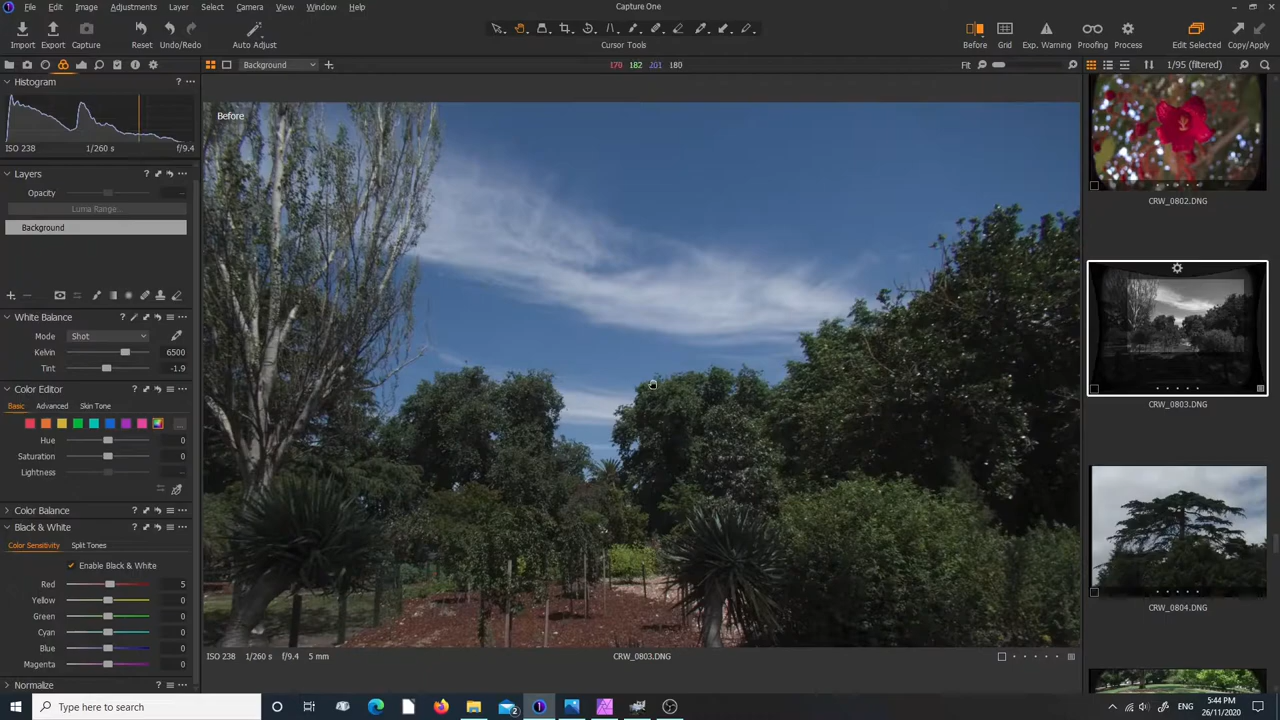 File Edit Image Adjustments Layer Select Camera View Window Help
Capture One
Import Export Capture Reset Undo/Redo Auto Adjust
Cursor Tools
Before Grid Exp. Warning Proofing Process Edit Selected Copy/Apply
Background
170 182 201 180
Fit
1/95 (filtered)
Histogram
ISO 238 1/260 s f/9.4
Layers
Opacity
Luma Range...
Background
White Balance
Mode Shot
Kelvin 6500
Tint -1.9
Color Editor
Basic Advanced Skin Tone
Hue 0
Saturation 0
Lightness
Color Balance
Black & White
Color Sensitivity Split Tones
Enable Black & White
Red 5
Yellow 0
Green 0
Cyan 0
Blue 0
Magenta 0
Normalize
Before
ISO 238 1/260 s f/9.4 5 mm
CRW_0803.DNG
CRW_0802.DNG
CRW_0803.DNG
CRW_0804.DNG
Type here to search
2
ENG
5:44 PM
26/11/2020